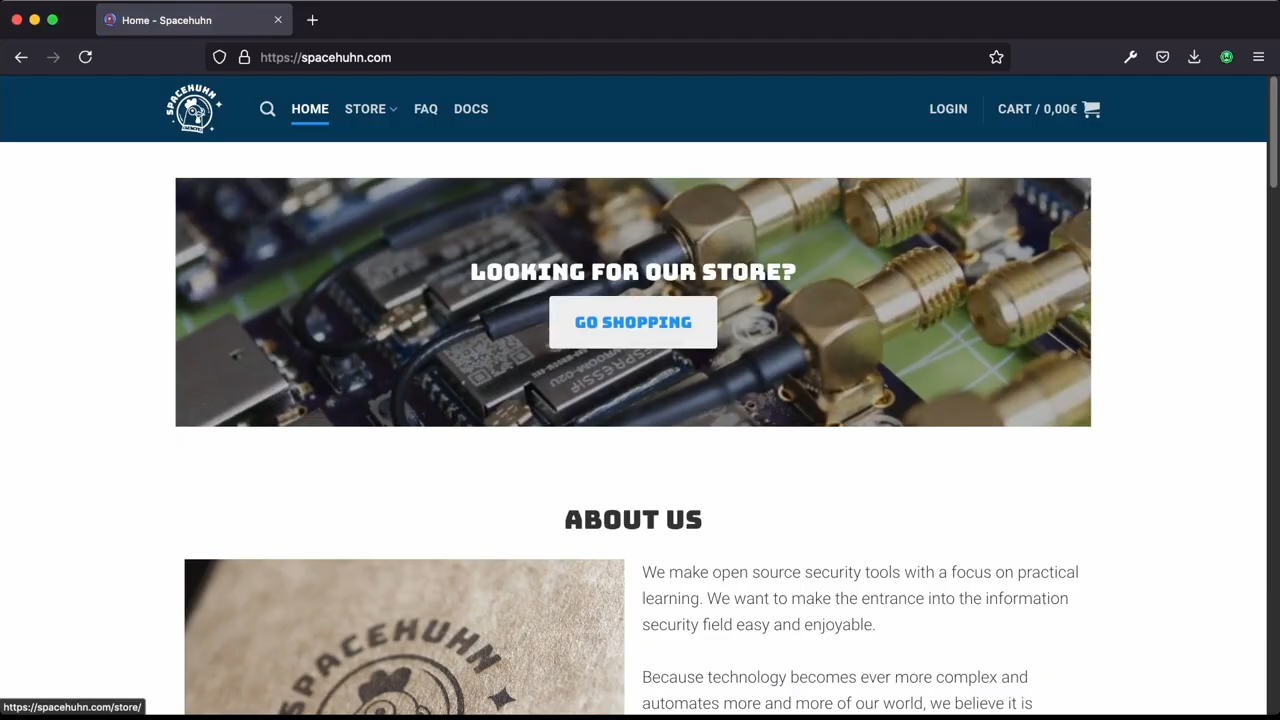 Home - Spacehuhn
https://spacehuhn.com
SPACEHUHN
HOME
STORE
FAQ
DOCS
LOGIN
CART / 0,00€
LOOKING FOR OUR STORE?
GO SHOPPING
ESPRESSIF
WROOM-02U
ABOUT US
We make open source security tools with a focus on practical
learning. We want to make the entrance into the information
security field easy and enjoyable.
Because technology becomes ever more complex and
automates more and more of our world, we believe it is
SPACEHUHN
https://spacehuhn.com/store/